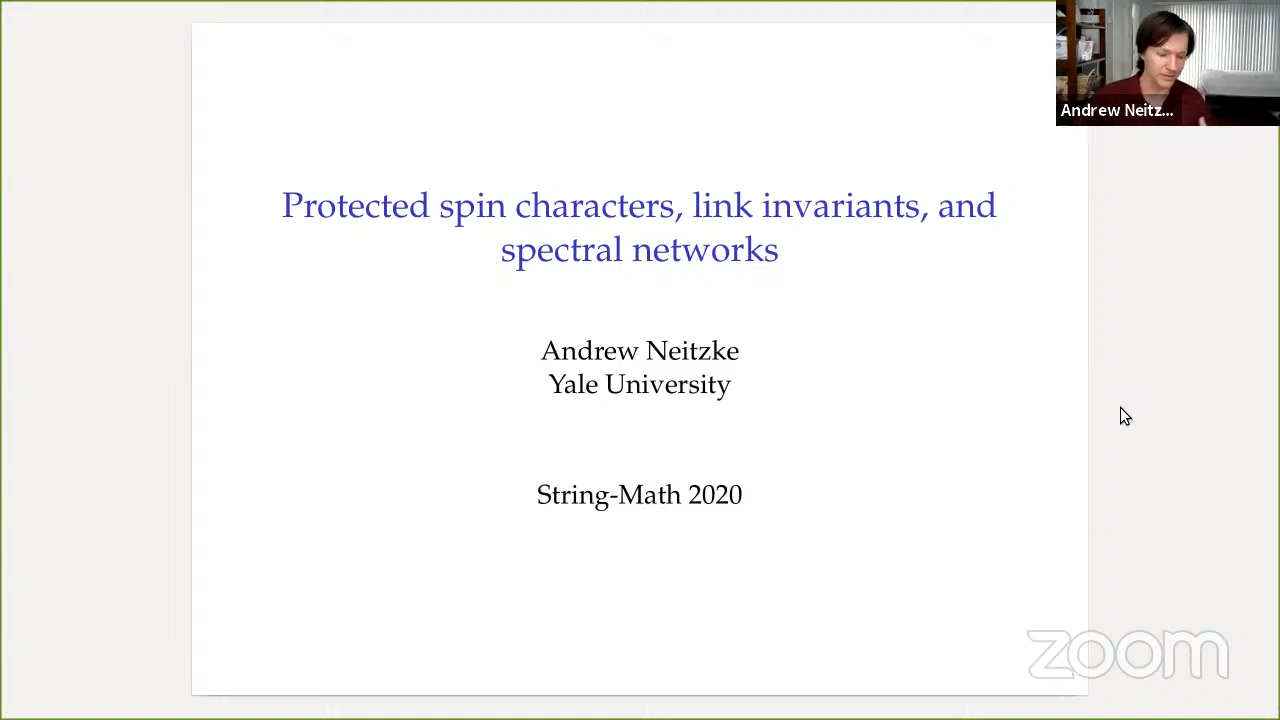 Protected spin characters, link invariants, and
spectral networks
Andrew Neitzke
Yale University
String-Math 2020
Andrew Neitz...
zoom